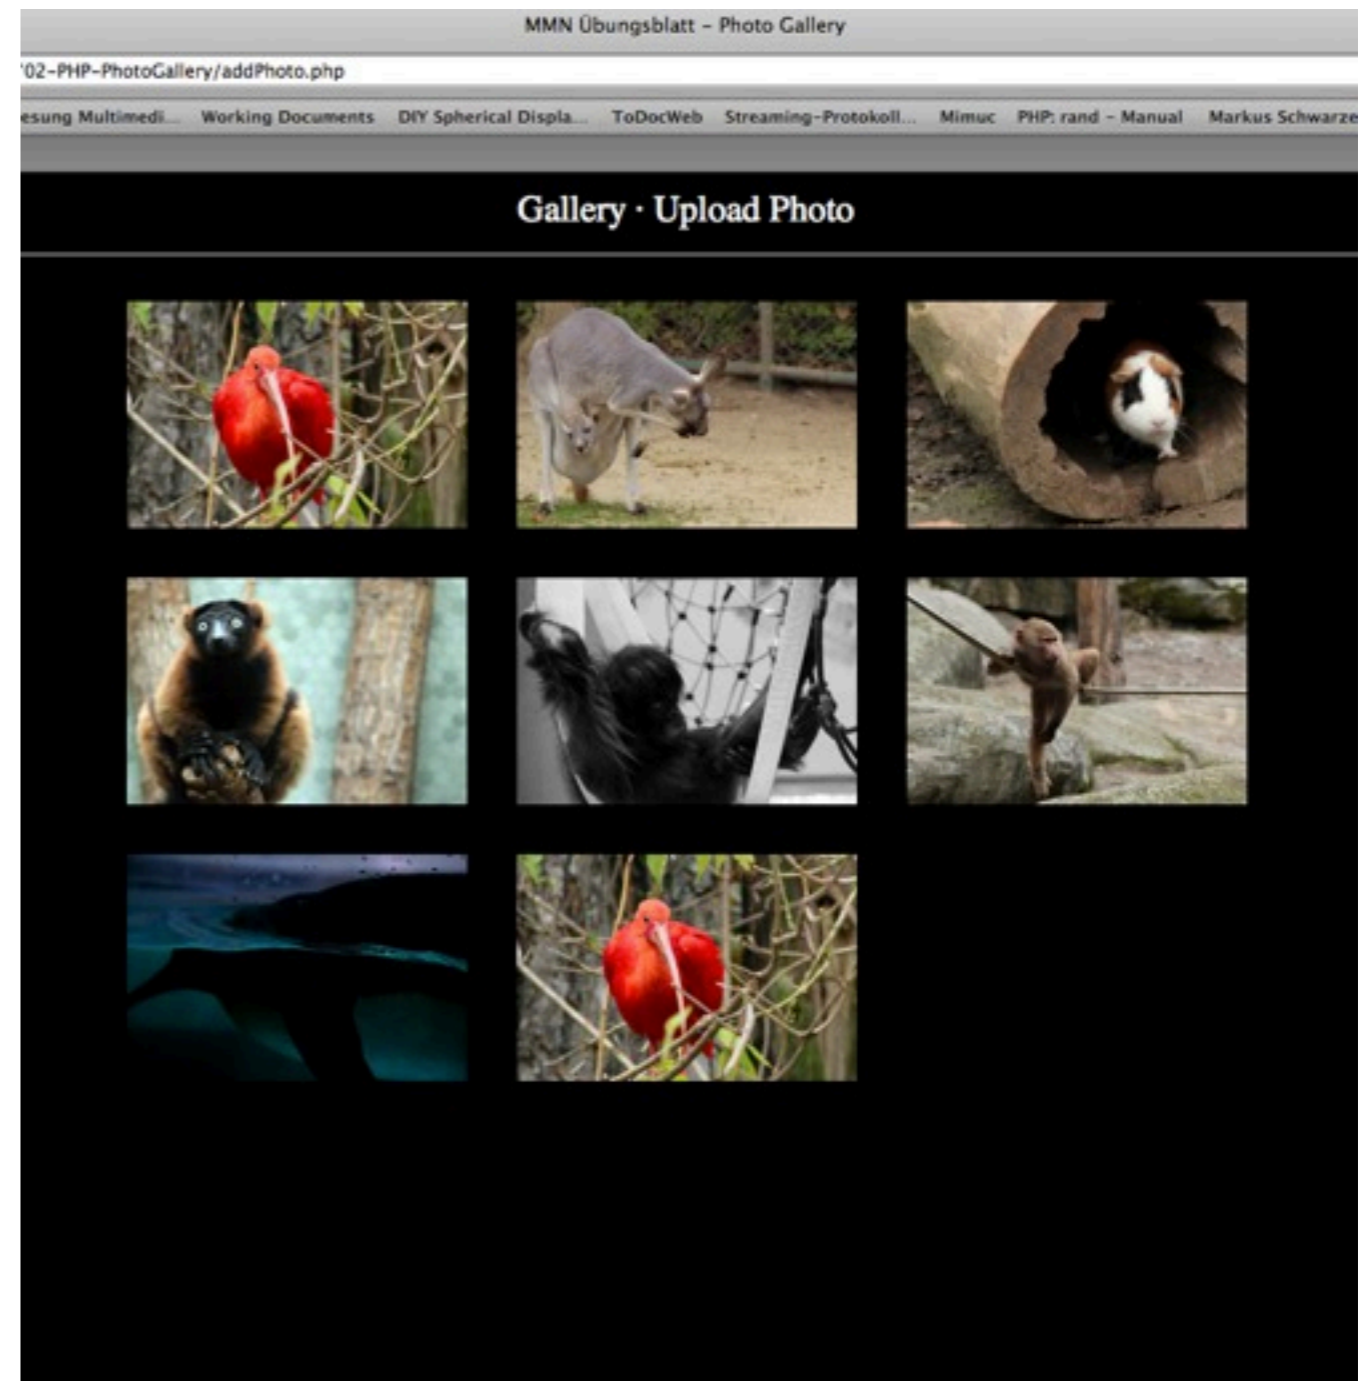 MMN Übungsblatt – Photo Gallery
'02-PHP-PhotoGallery/addPhoto.php
esung Multimedi... Working Documents DIY Spherical Displa... ToDocWeb Streaming-Protokoll... Mimuc PHP: rand - Manual Markus Schwarze
Gallery · Upload Photo